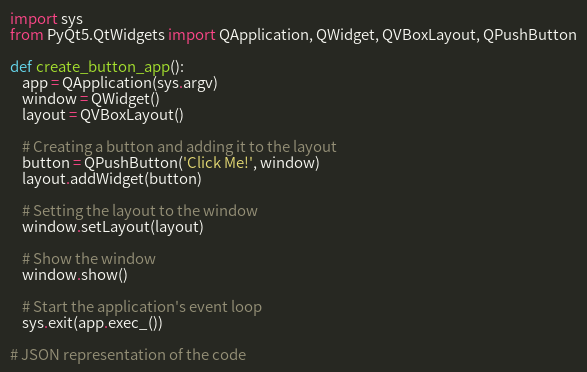 import sys
from PyQt5.QtWidgets import QApplication, QWidget, QVBoxLayout, QPushButton

def create_button_app():
    app = QApplication(sys.argv)
    window = QWidget()
    layout = QVBoxLayout()

    # Creating a button and adding it to the layout
    button = QPushButton('Click Me!', window)
    layout.addWidget(button)

    # Setting the layout to the window
    window.setLayout(layout)

    # Show the window
    window.show()

    # Start the application's event loop
    sys.exit(app.exec_())

# JSON representation of the code